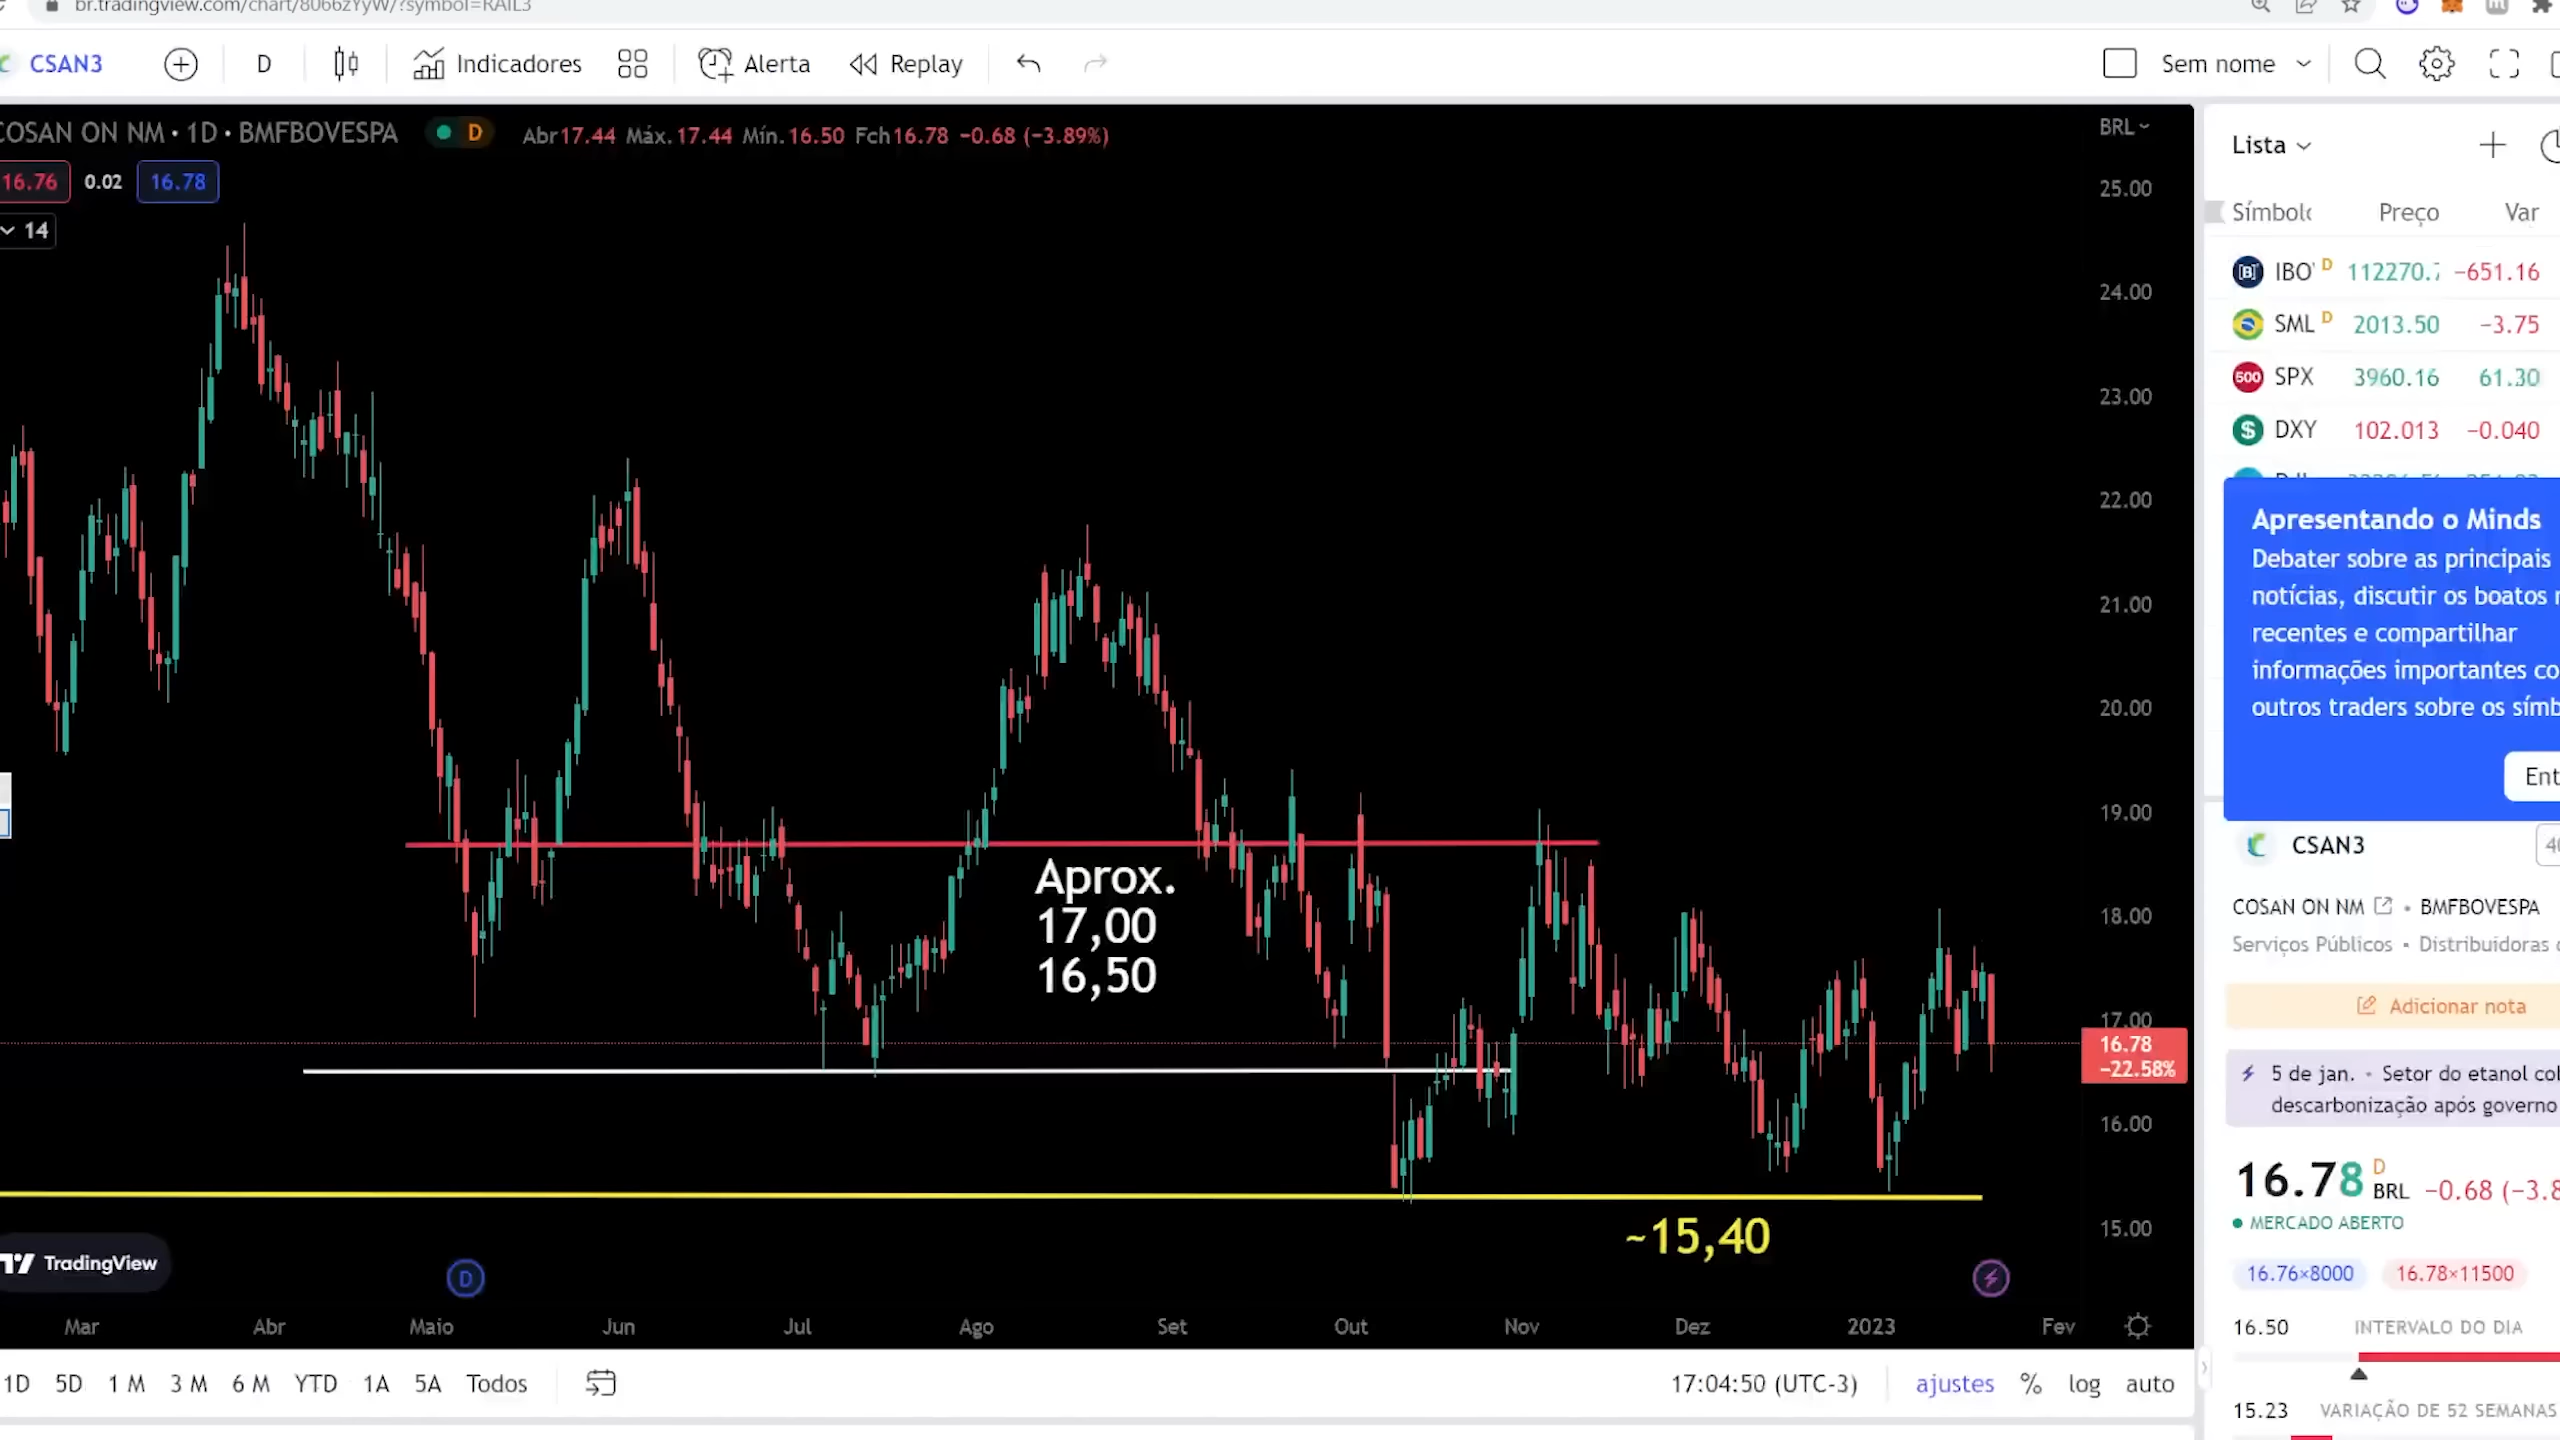 br.tradingview.com/chart/8066zYyW/?symbol=RAIL3
CSAN3
D
Indicadores
Alerta
Replay
Sem nome
COSAN ON NM • 1D • BMFBOVESPA
D
Abr17.44 Máx.17.44 Mín.16.50 Fch16.78 −0.68 (−3.89%)
BRL
16.76
0.02
16.78
14
25.00
24.00
23.00
22.00
21.00
20.00
19.00
18.00
17.00
16.78
−22.58%
16.00
15.00
Aprox.
17,00
16,50
~15,40
TradingView
D
Mar
Abr
Maio
Jun
Jul
Ago
Set
Out
Nov
Dez
2023
Fev
1D
5D
1 M
3 M
6 M
YTD
1A
5A
Todos
17:04:50 (UTC-3)
ajustes
%
log
auto
Lista
Preço
Var
D 112270. −651.16
500
SML D 2013.50 −3.75
SPX 3960.16 61.30
DXY 102.013 −0.040
Apresentando o Minds
Debater sobre as principais
notícias, discutir os boatos
recentes e compartilhar
informações importantes
outros traders sobre os
CSAN3
COSAN ON NM • BMFBOVESPA
Serviços Públicos • Distribuidoras
Adicionar nota
5 de jan. • Setor do etanol
descarbonização após governo
16.78 D BRL −0.68
MERCADO ABERTO
16.76×8000
16.78×11500
16.50 INTERVALO DO DIA
15.23 VARIAÇÃO DE 52 SEMANAS